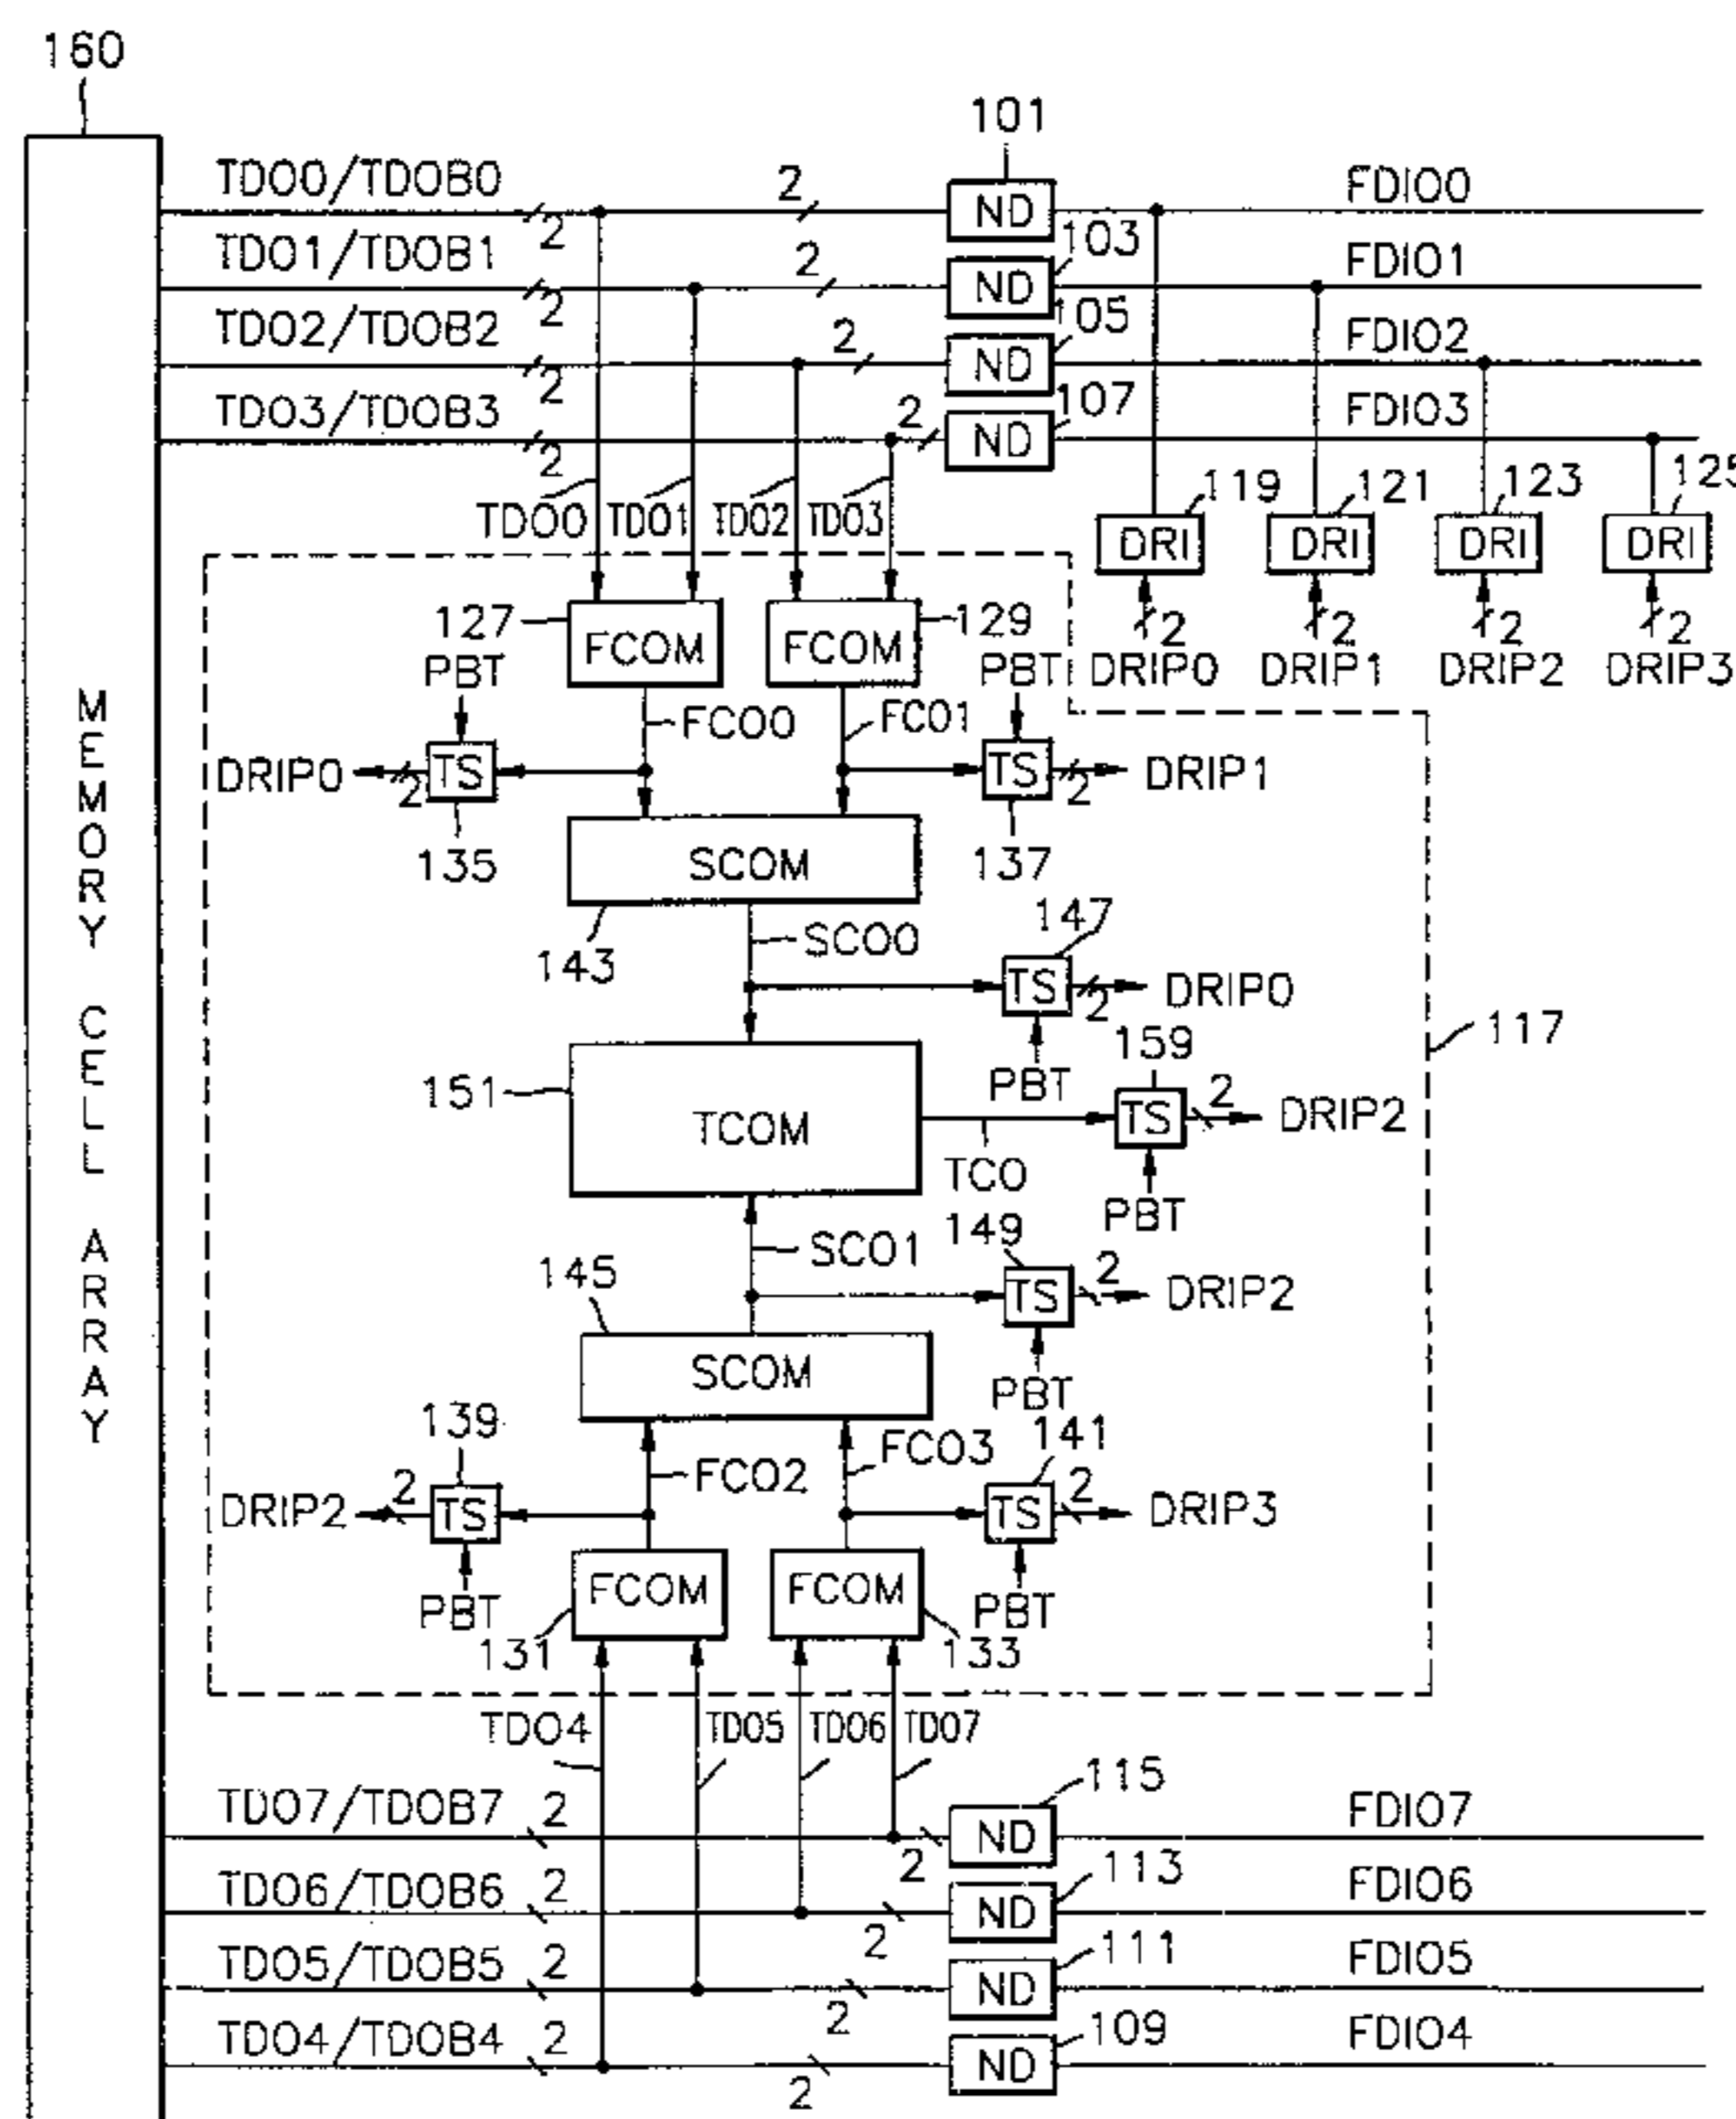 160
101
TDO0/TDOB0 2 2 ND FDIO0
103
TDO1/TDOB1 2 2 ND FDIO1
105
TDO2/TDOB2 2 2 ND FDIO2
107
TDO3/TDOB3 2 2 ND FDIO3
TDO0 TDO1 TDO2 TDO3
119 121 123 125
DRI DRI DRI DRI
2 2 2 2
DRIP0 DRIP1 DRIP2 DRIP3
127 FCOM FCOM 129
PBT PBT
FCO0 FCO1
DRIP0 2 TS TS 2 DRIP1
135 137
SCOM
143
SCO0
147
TS 2 DRIP0
PBT
117
159
151 TCOM
TS 2 DRIP2
TCO
PBT
149
SCO1
TS 2 DRIP2
145
SCOM
PBT
139 141
FCO2 FCO3
DRIP2 2 TS TS 2 DRIP3
FCOM FCOM
PBT PBT
131 133
TDO4 TDO5 TDO6 TDO7
115
TDO7/TDOB7 2 2 ND FDIO7
113
TDO6/TDOB6 2 2 ND FDIO6
111
TDO5/TDOB5 2 2 ND FDIO5
109
TDO4/TDOB4 2 2 ND FDIO4
MEMORY CELL ARRAY